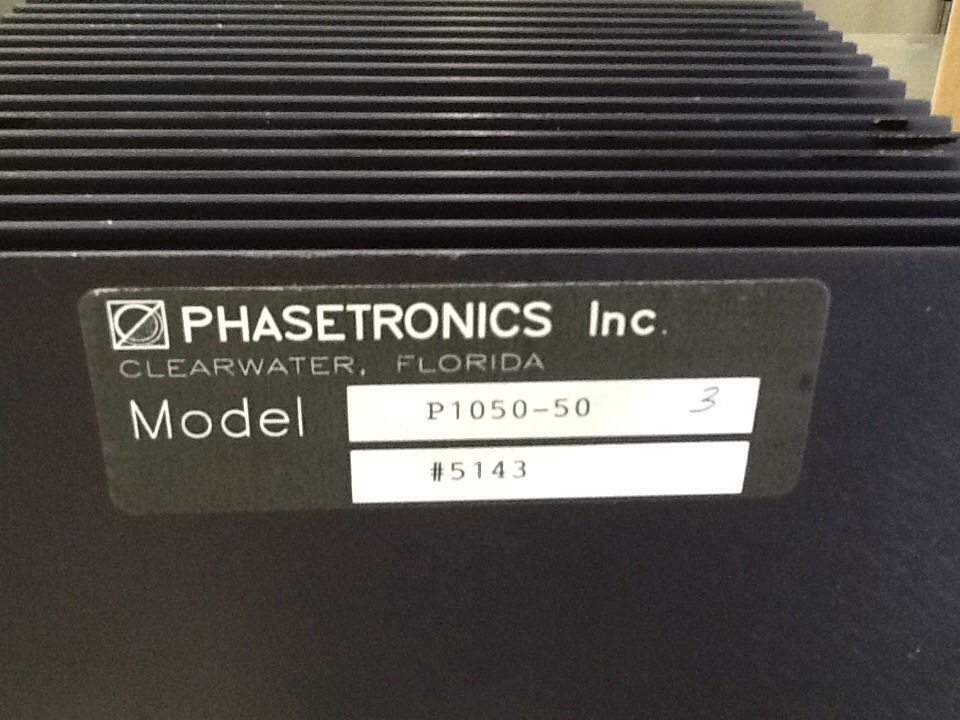 PHASETRONICS Inc.
CLEARWATER, FLORIDA
Model P1050-50 3
#5143